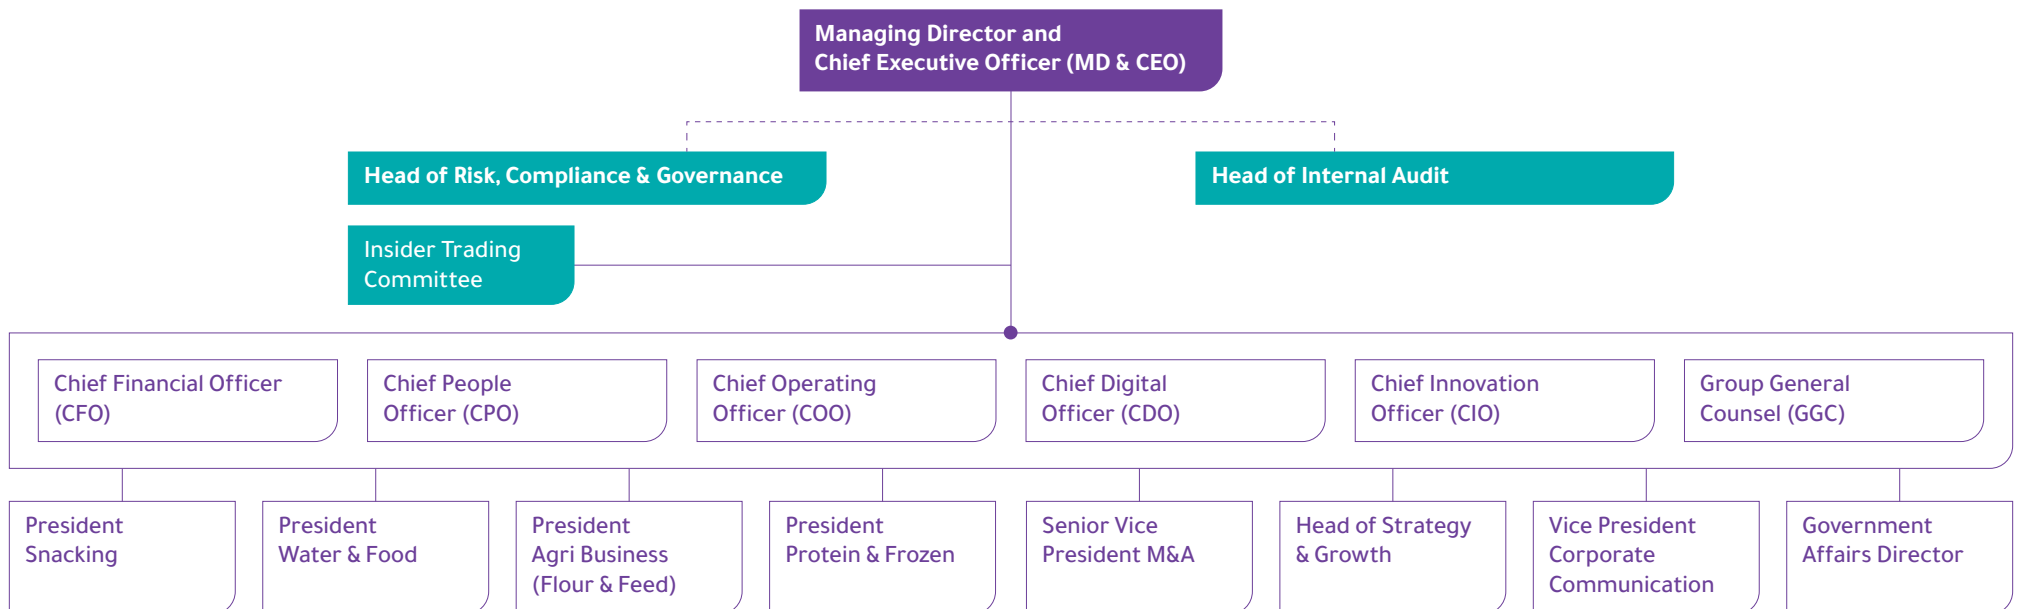 Managing Director and
Chief Executive Officer (MD & CEO)
Head of Risk, Compliance & Governance
Head of Internal Audit
Insider Trading
Committee
Chief Financial Officer
(CFO)
Chief People
Officer (CPO)
Chief Operating
Officer (COO)
Chief Digital
Officer (CDO)
Chief Innovation
Officer (CIO)
Group General
Counsel (GGC)
President
Snacking
President
Water & Food
President
Agri Business
(Flour & Feed)
President
Protein & Frozen
Senior Vice
President M&A
Head of Strategy
& Growth
Vice President
Corporate
Communication
Government
Affairs Director